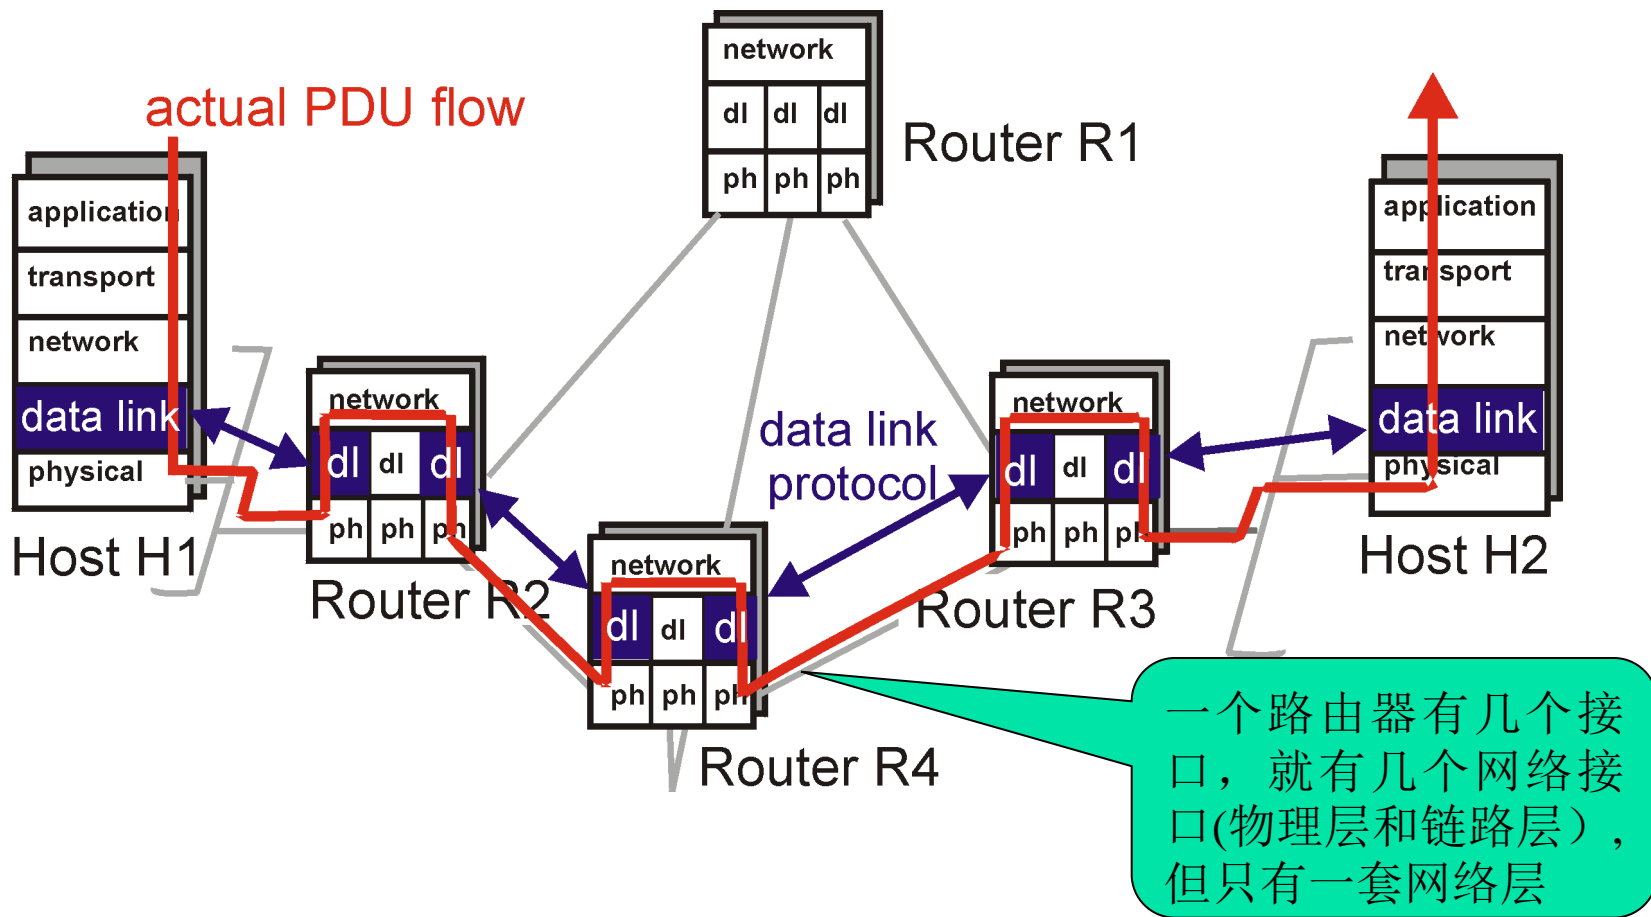 network
dl dl dl
ph ph ph
Router R1
actual PDU flow
application
transport
network
data link
physical
Host H1
network
dl dl dl
ph ph ph
Router R2
data link
protocol
network
dl dl dl
ph ph ph
Router R4
network
dl dl dl
ph ph ph
Router R3
application
transport
network
data link
physical
Host H2
一个路由器有几个接
口，就有几个网络接
口(物理层和链路层）,
但只有一套网络层